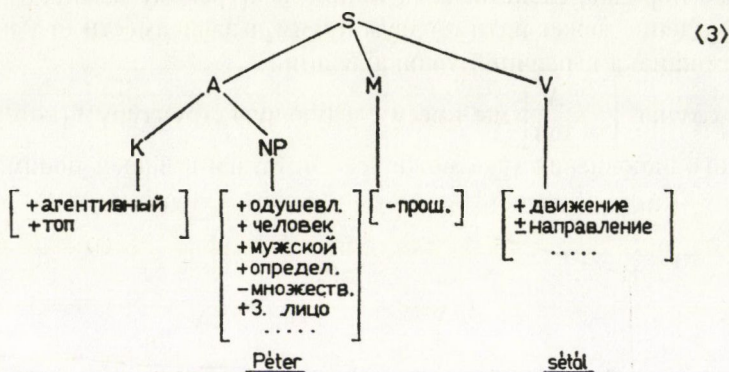 S
⟨3⟩
A M V
K NP
+агентивный
+топ
+одушевл.
+человек
+мужской
+определ.
−множеств.
+3. лицо
.....
-прош.
+движение
±направление
.....
Péter sétál